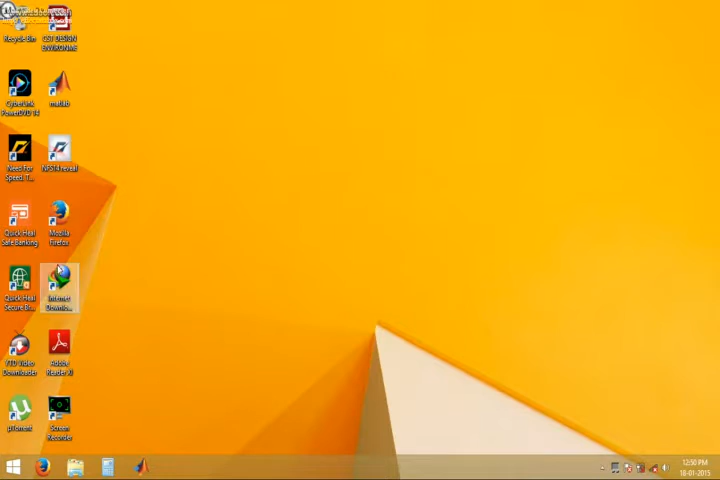 Recycle Bin
CST DESIGN
ENVIRONME
CyberLink
PowerDVD 14
matlab
Need For
Speed, T...
NFST4 reveal
Quick Heal
Safe Banking
Mozilla
Firefox
Quick Heal
Secure Br...
Internet
Downlo...
YTD Video
Downloader
Adobe
Reader XI
µTorrent
Screen
Recorder
12:50 PM
18-01-2015